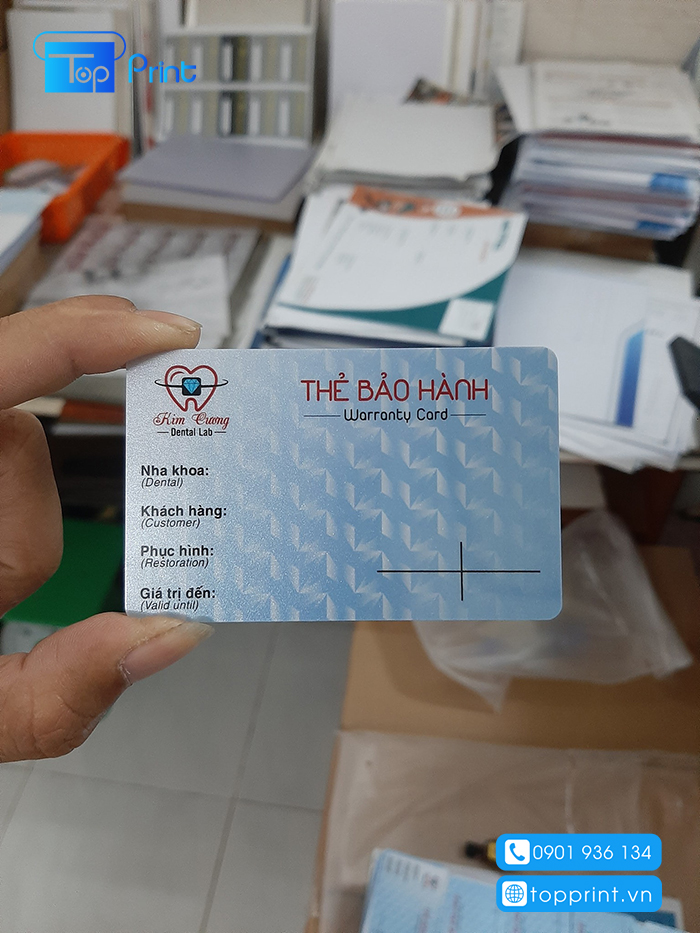 Top Print
THẺ BẢO HÀNH
Warranty Card
Kim Cương
Dental Lab
Nha khoa:
(Dental)
Khách hàng:
(Customer)
Phục hình:
(Restoration)
Giá trị đến:
(Valid until)
0901 936 134
topprint.vn